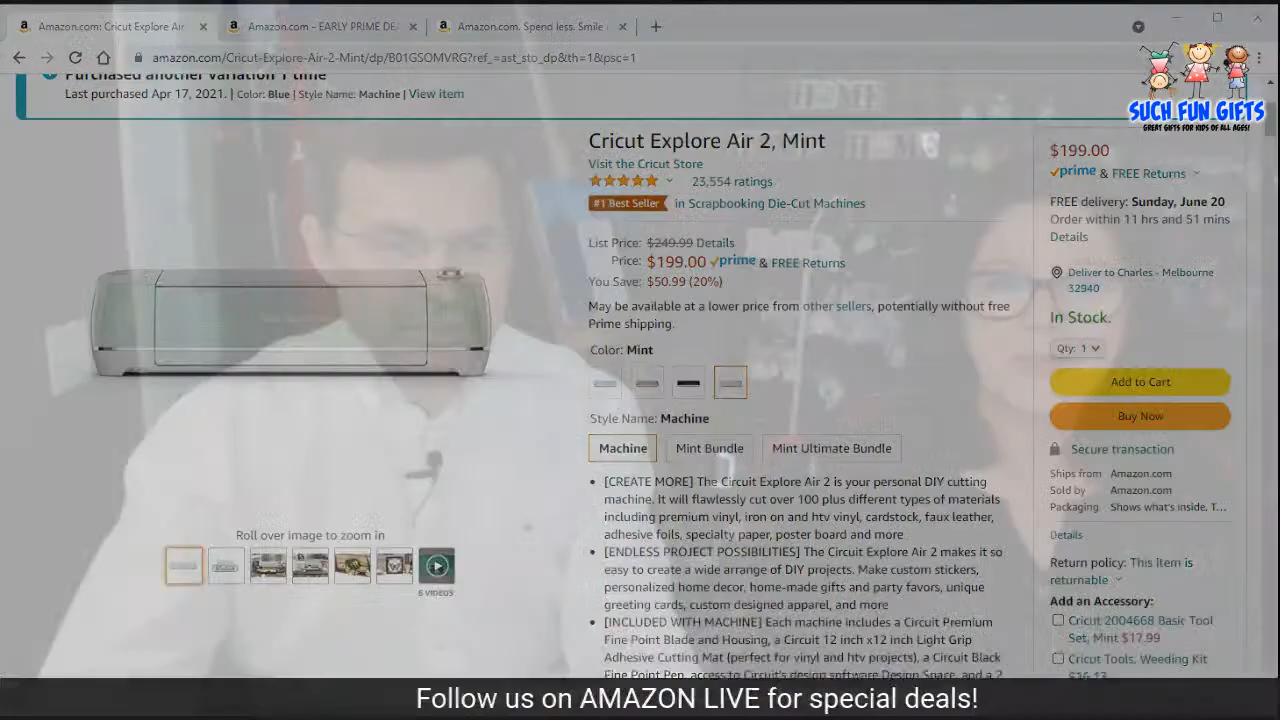 Amazon.com: Cricut Explore Air
Amazon.com - EARLY PRIME DE
Amazon.com. Spend less. Smile
amazon.com/Cricut-Explore-Air-2-Mint/dp/B01GSOMVRG?ref_=ast_sto_dp&th=1&psc=1
SUCH FUN GIFTS
GREAT GIFTS FOR KIDS OF ALL AGES!
Purchased another variation 1 time
Last purchased Apr 17, 2021. | Color: Blue | Style Name: Machine | View item
Cricut Explore Air 2, Mint
Visit the Cricut Store
23,554 ratings
#1 Best Seller in Scrapbooking Die-Cut Machines
List Price: $249.99 Details
Price: $199.00 prime & FREE Returns
You Save: $50.99 (20%)
May be available at a lower price from other sellers, potentially without free
Prime shipping.
Color: Mint
Style Name: Machine
Machine
Mint Bundle
Mint Ultimate Bundle
[CREATE MORE] The Circuit Explore Air 2 is your personal DIY cutting
machine. It will flawlessly cut over 100 plus different types of materials
including premium vinyl, iron on and htv vinyl, cardstock, faux leather,
adhesive foils, specialty paper, poster board and more
[ENDLESS PROJECT POSSIBILITIES] The Circuit Explore Air 2 makes it so
easy to create a wide arrange of DIY projects. Make custom stickers,
personalized home decor, home-made gifts and party favors, unique
greeting cards, custom designed apparel, and more
[INCLUDED WITH MACHINE] Each machine includes a Circuit Premium
Fine Point Blade and Housing, a Circuit 12 inch x12 inch Light Grip
Adhesive Cutting Mat (perfect for vinyl and htv projects), a Circuit Black
Fine Point Pen, access to Circuit's design software Design Space, and a 2
Roll over image to zoom in
6 VIDEOS
$199.00
prime & FREE Returns
FREE delivery: Sunday, June 20
Order within 11 hrs and 51 mins
Details
Deliver to Charles - Melbourne
32940
In Stock.
Qty: 1
Add to Cart
Buy Now
Secure transaction
Ships from Amazon.com
Sold by Amazon.com
Packaging Shows what's inside, T...
Details
Return policy: This item is
returnable
Add an Accessory:
Cricut 2004668 Basic Tool
Set, Mint $17.99
Cricut Tools, Weeding Kit
Follow us on AMAZON LIVE for special deals!